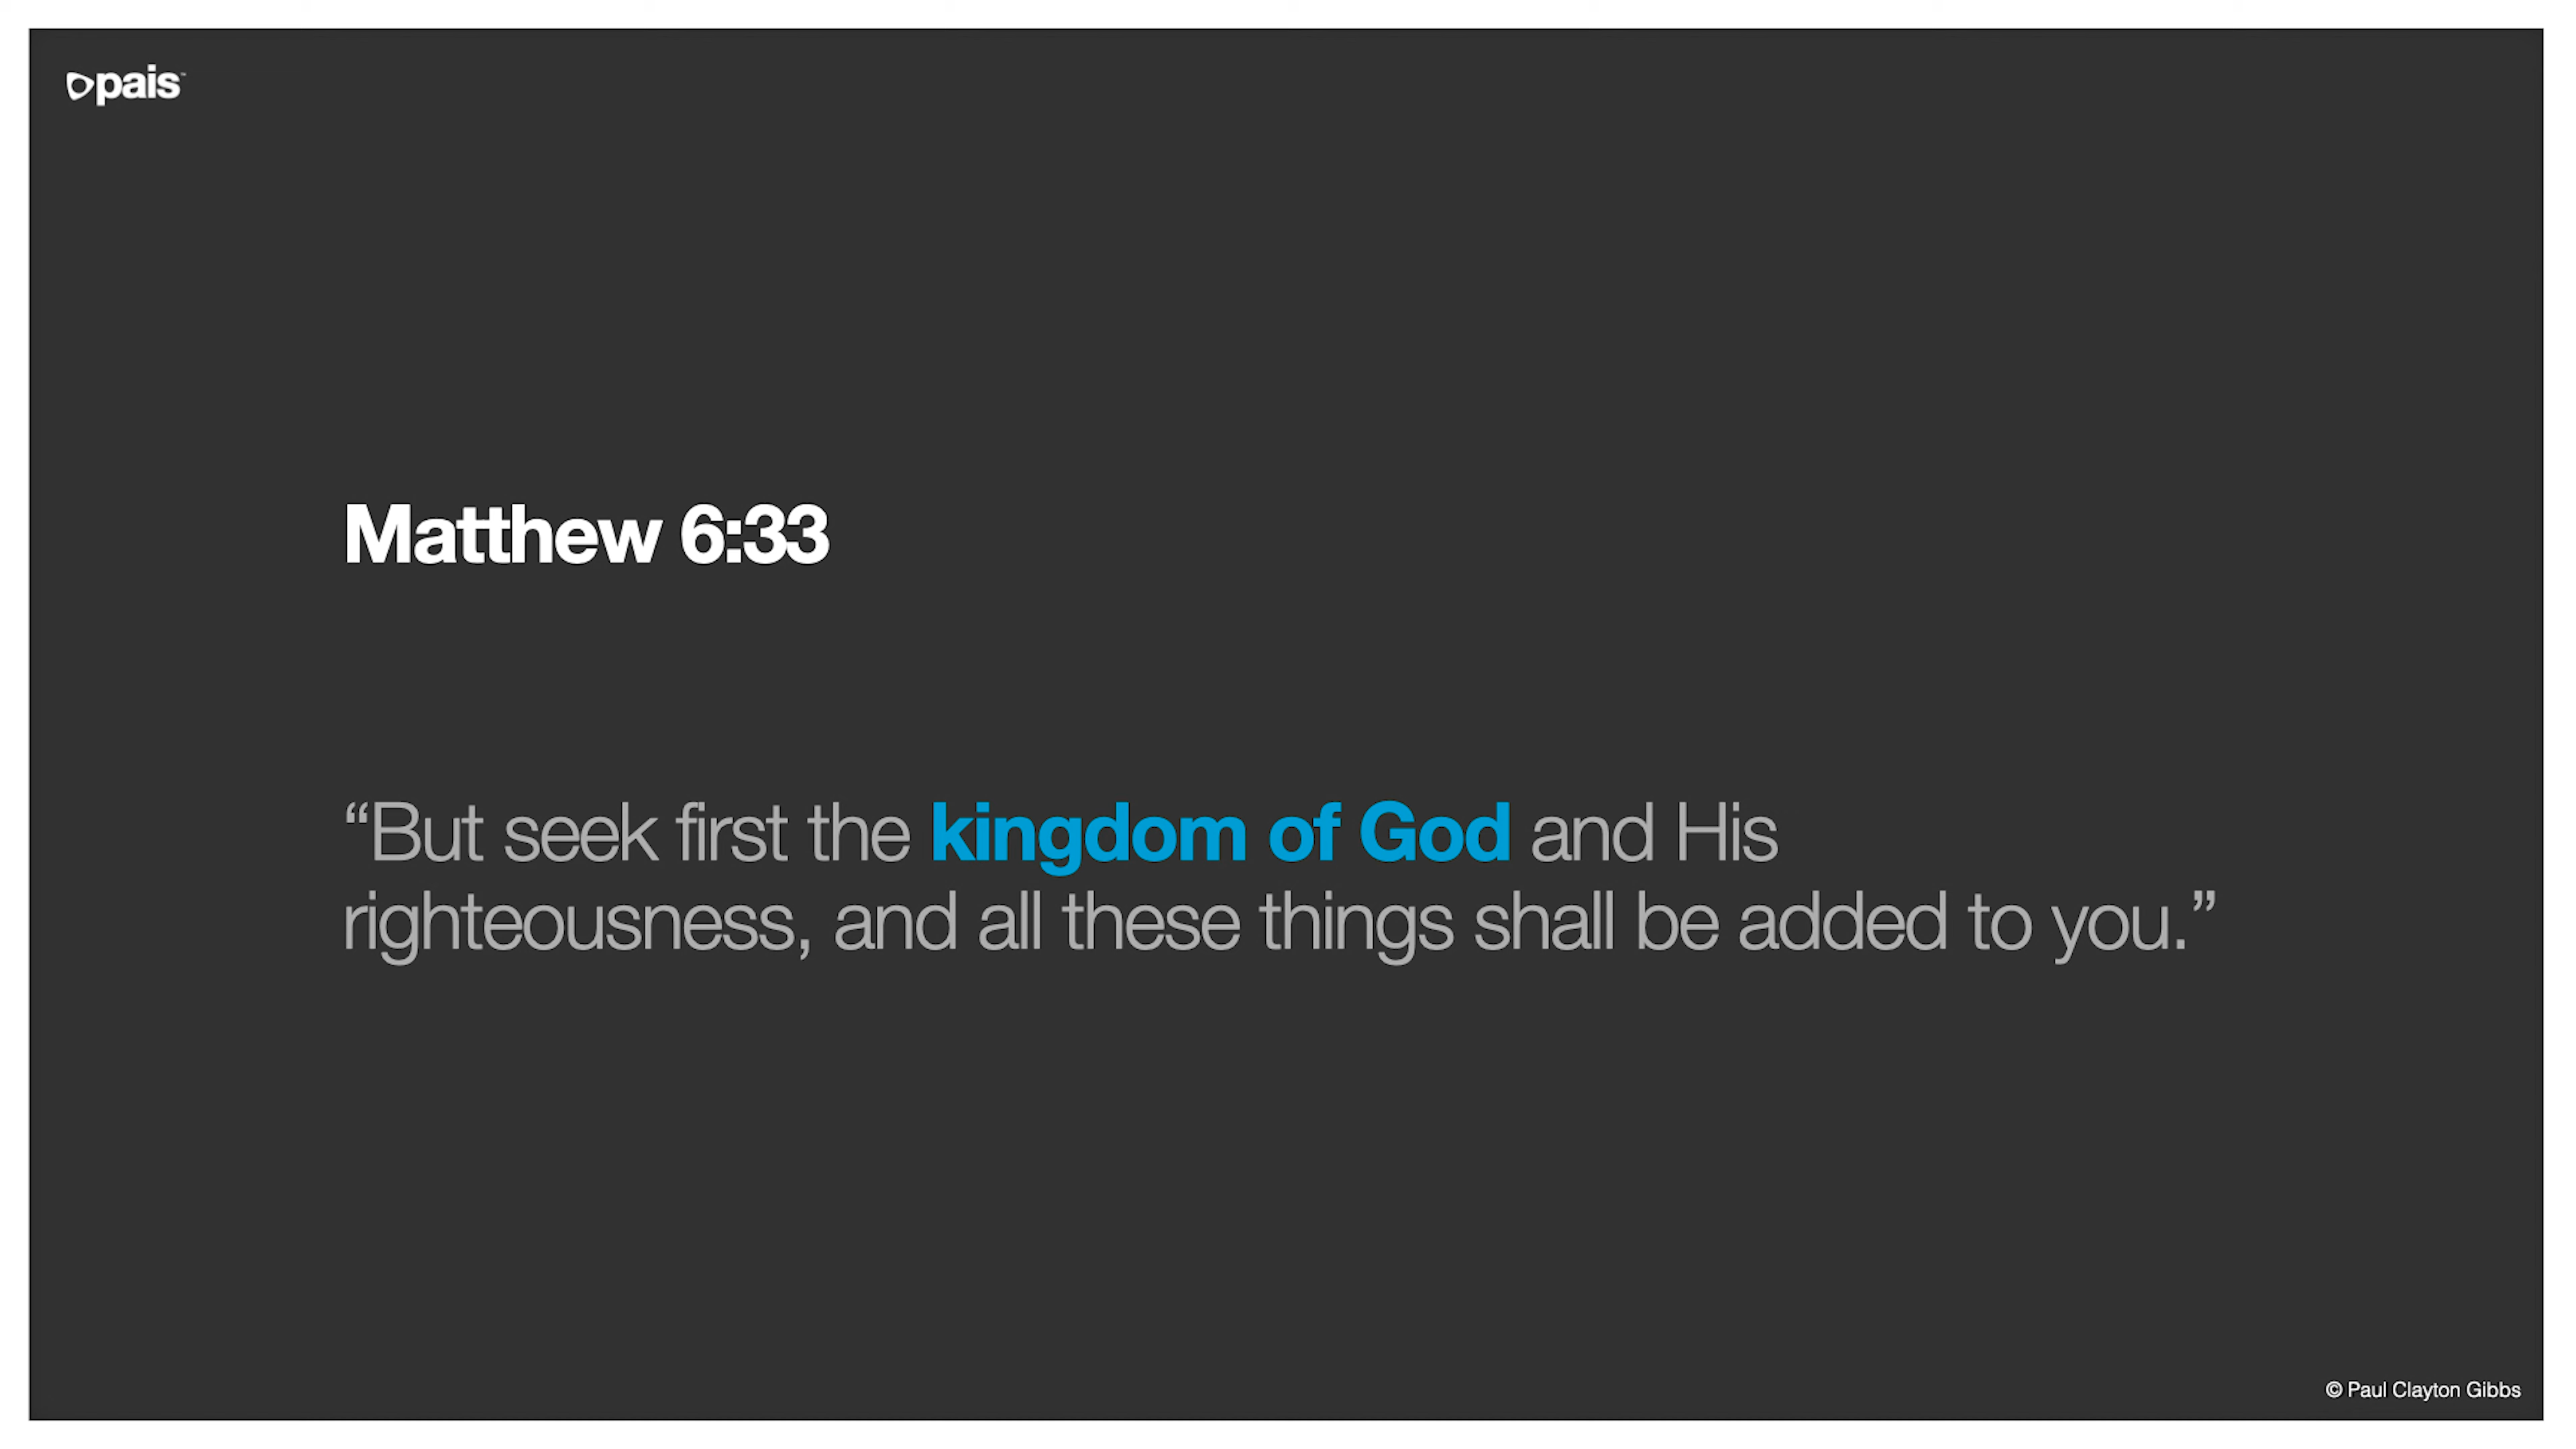 pais™
Matthew 6:33
“But seek first the kingdom of God and His
righteousness, and all these things shall be added to you.”
© Paul Clayton Gibbs